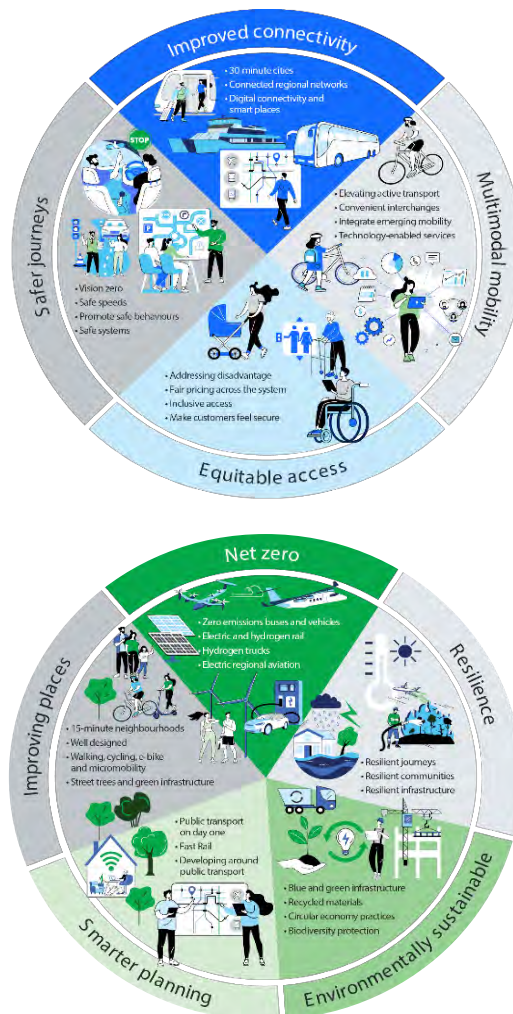 Improved connectivity
• 30-minute cities
• Connected regional networks
• Digital connectivity and
smart places
Multimodal mobility
• Elevating active transport
• Convenient interchanges
• Integrate emerging mobility
• Technology-enabled services
Safer journeys
STOP
• Vision zero
• Safe speeds
• Promote safe behaviours
• Safe systems
• Addressing disadvantage
• Fair pricing across the system
• Inclusive access
• Make customers feel secure
Equitable access
Net zero
• Zero emissions buses and vehicles
• Electric and hydrogen rail
• Hydrogen trucks
• Electric regional aviation
Resilience
• Resilient journeys
• Resilient communities
• Resilient infrastructure
Improving places
• 15-minute neighbourhoods
• Well designed
• Walking, cycling, e-bike
and micromobility
• Street trees and green infrastructure
• Public transport
on day one
• Fast Rail
• Developing around
public transport
Smarter planning
• Blue and green infrastructure
• Recycled materials
• Circular economy practices
• Biodiversity protection
Environmentally sustainable